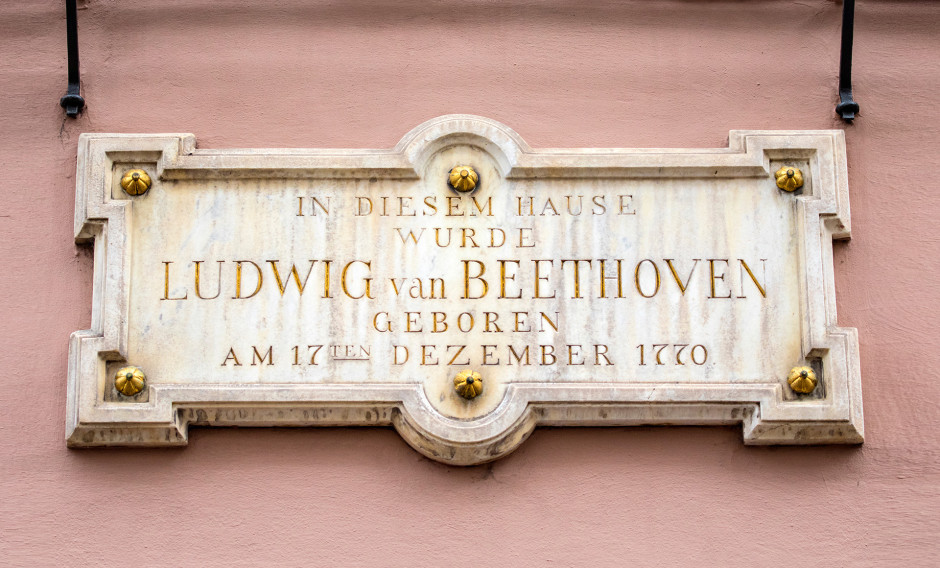 IN DIESEM HAUSE
WURDE
LUDWIG van BEETHOVEN
GEBOREN
AM 17TEN DEZEMBER 1770.